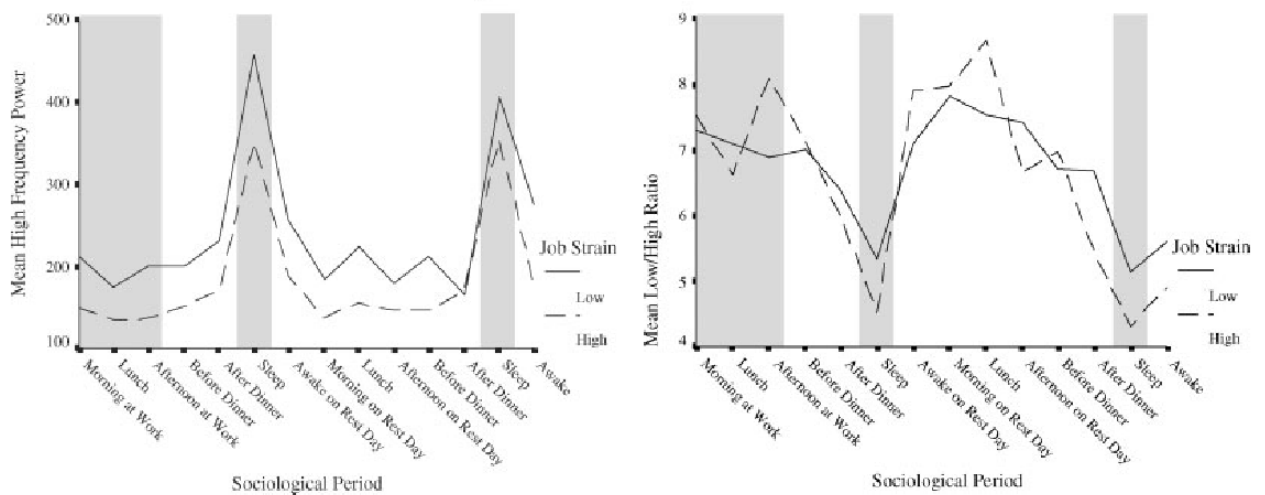 500
400
300
200
100
Mean High Frequency Power
Job Strain
Low
High
Morning at Work
Lunch
Afternoon at Work
Before Dinner
After Dinner
Sleep
Awake on Rest Day
Morning on Rest Day
Lunch
Afternoon on Rest Day
Before Dinner
After Dinner
Sleep
Awake
Sociological Period
9
8
7
6
5
4
Mean Low/High Ratio
Job Strain
Low
High
Morning at Work
Lunch
Afternoon at Work
Before Dinner
After Dinner
Sleep
Awake on Rest Day
Morning on Rest Day
Lunch
Afternoon on Rest Day
Before Dinner
After Dinner
Sleep
Awake
Sociological Period